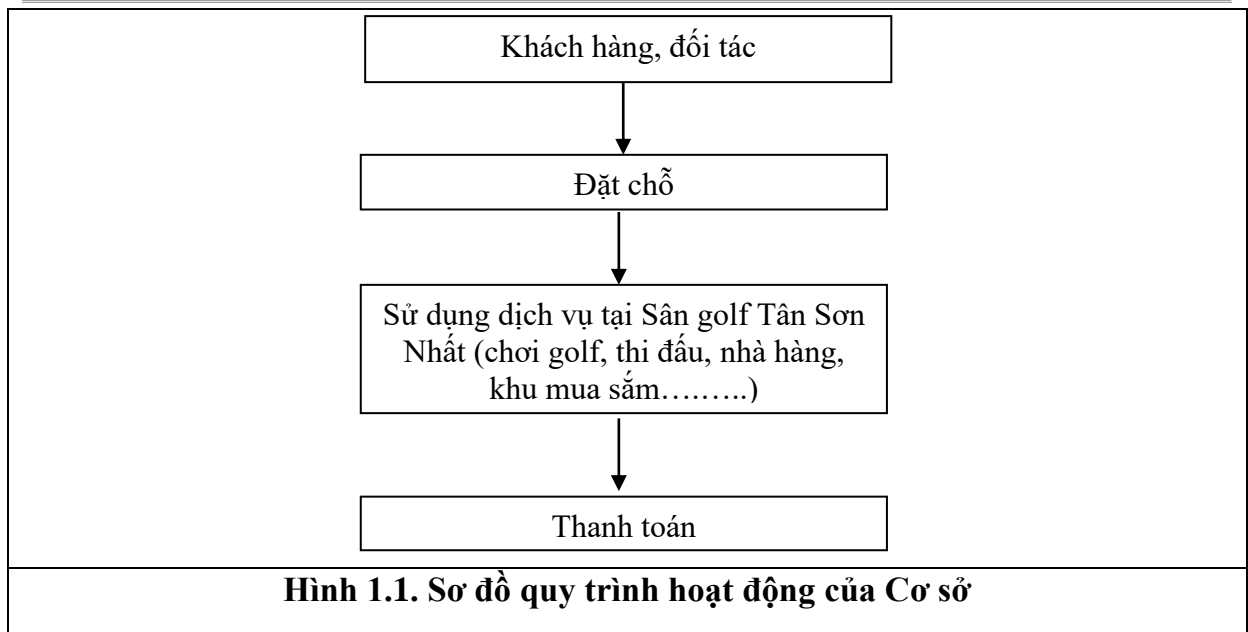 Khách hàng, đối tác
Đặt chỗ
Sử dụng dịch vụ tại Sân golf Tân Sơn
Nhất (chơi golf, thi đấu, nhà hàng,
khu mua sắm……..)
Thanh toán
Hình 1.1. Sơ đồ quy trình hoạt động của Cơ sở